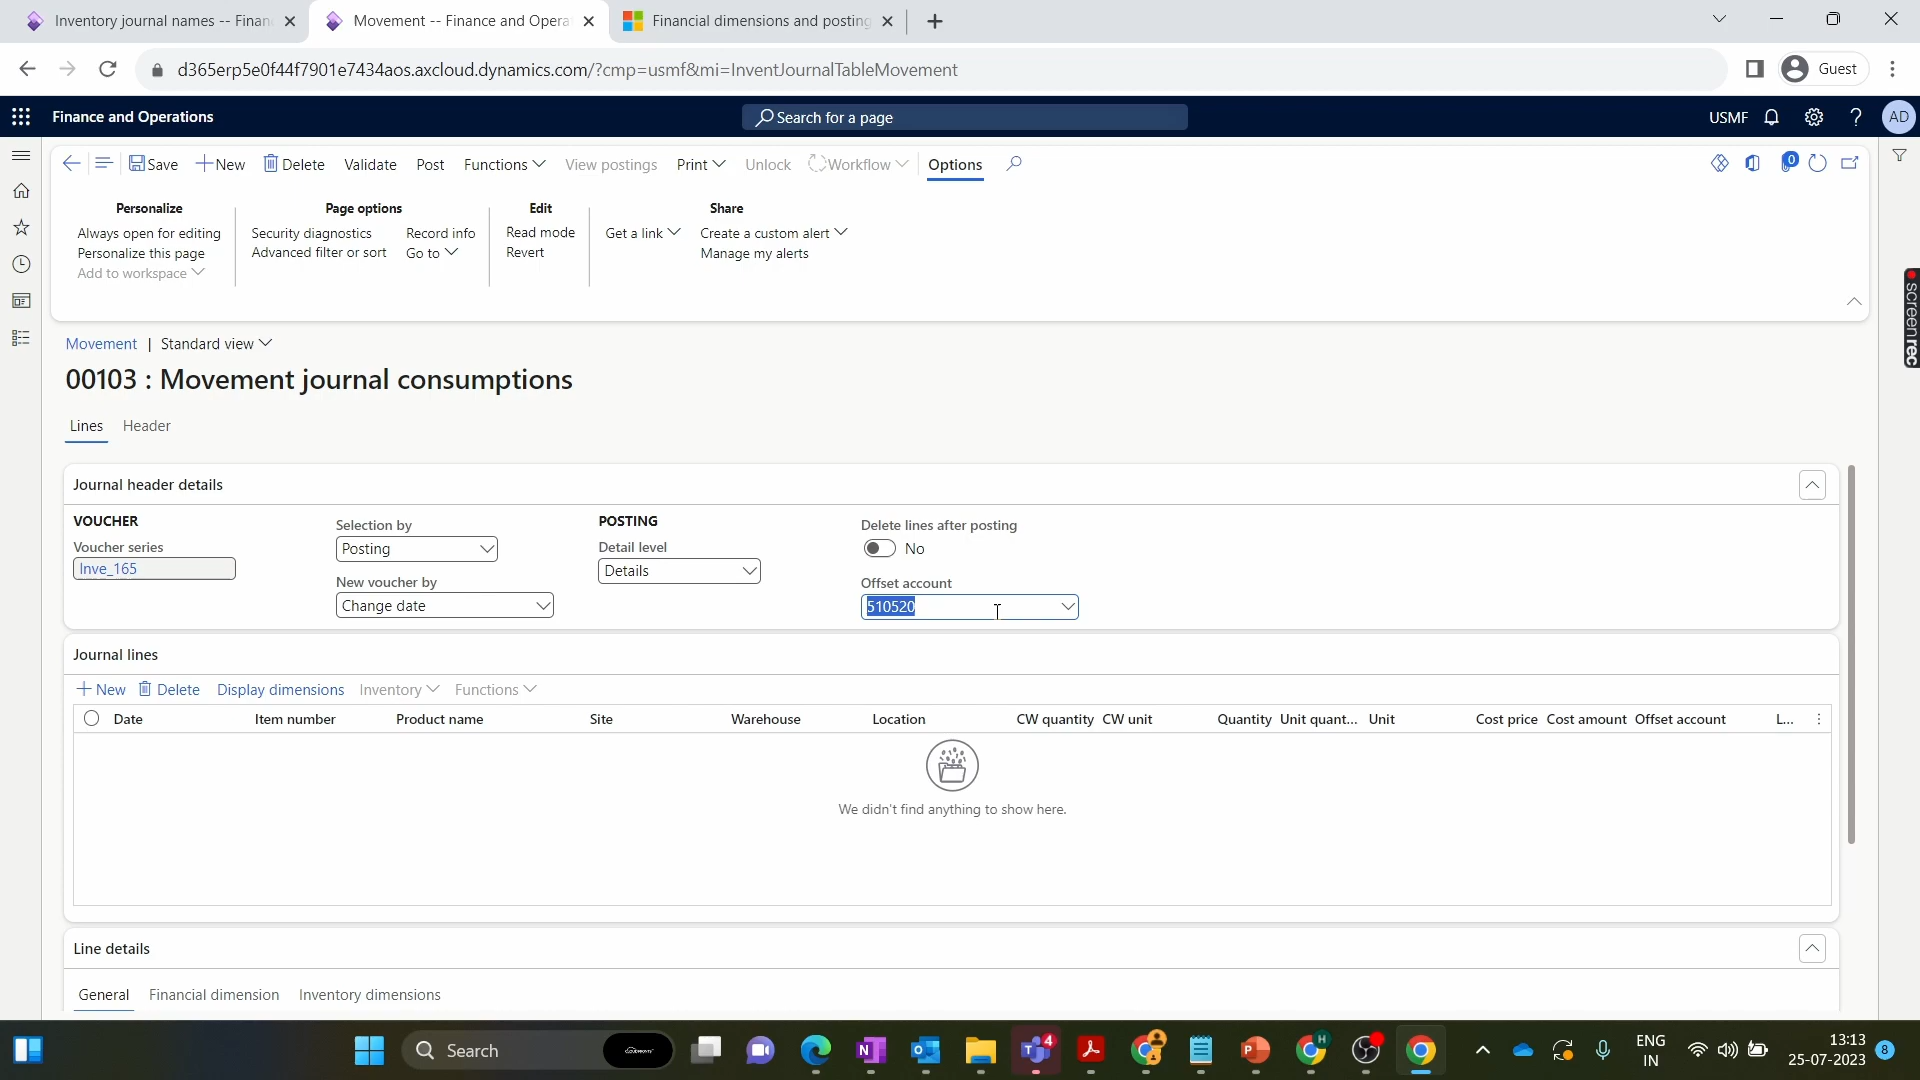 Inventory journal names -- Finan
Movement -- Finance and Opera
Financial dimensions and posting
d365erp5e0f44f7901e7434aos.axcloud.dynamics.com/?cmp=usmf&mi=InventJournalTableMovement
Guest
Finance and Operations
Search for a page
USMF
AD
Save
New
Delete
Validate
Post
Functions
View postings
Print
Unlock
Workflow
Options
0
Personalize
Always open for editing
Personalize this page
Add to workspace
Page options
Security diagnostics
Advanced filter or sort
Record info
Go to
Edit
Read mode
Revert
Share
Get a link
Create a custom alert
Manage my alerts
screenrec
Movement | Standard view
00103 : Movement journal consumptions
Lines
Header
Journal header details
VOUCHER
Voucher series
Inve_165
Selection by
Posting
New voucher by
Change date
POSTING
Detail level
Details
Delete lines after posting
No
Offset account
510520
Journal lines
New
Delete
Display dimensions
Inventory
Functions
Date
Item number
Product name
Site
Warehouse
Location
CW quantity
CW unit
Quantity
Unit quant...
Unit
Cost price
Cost amount
Offset account
L...
We didn't find anything to show here.
Line details
General
Financial dimension
Inventory dimensions
Search
4
H
ENG
IN
13:13
25-07-2023
8